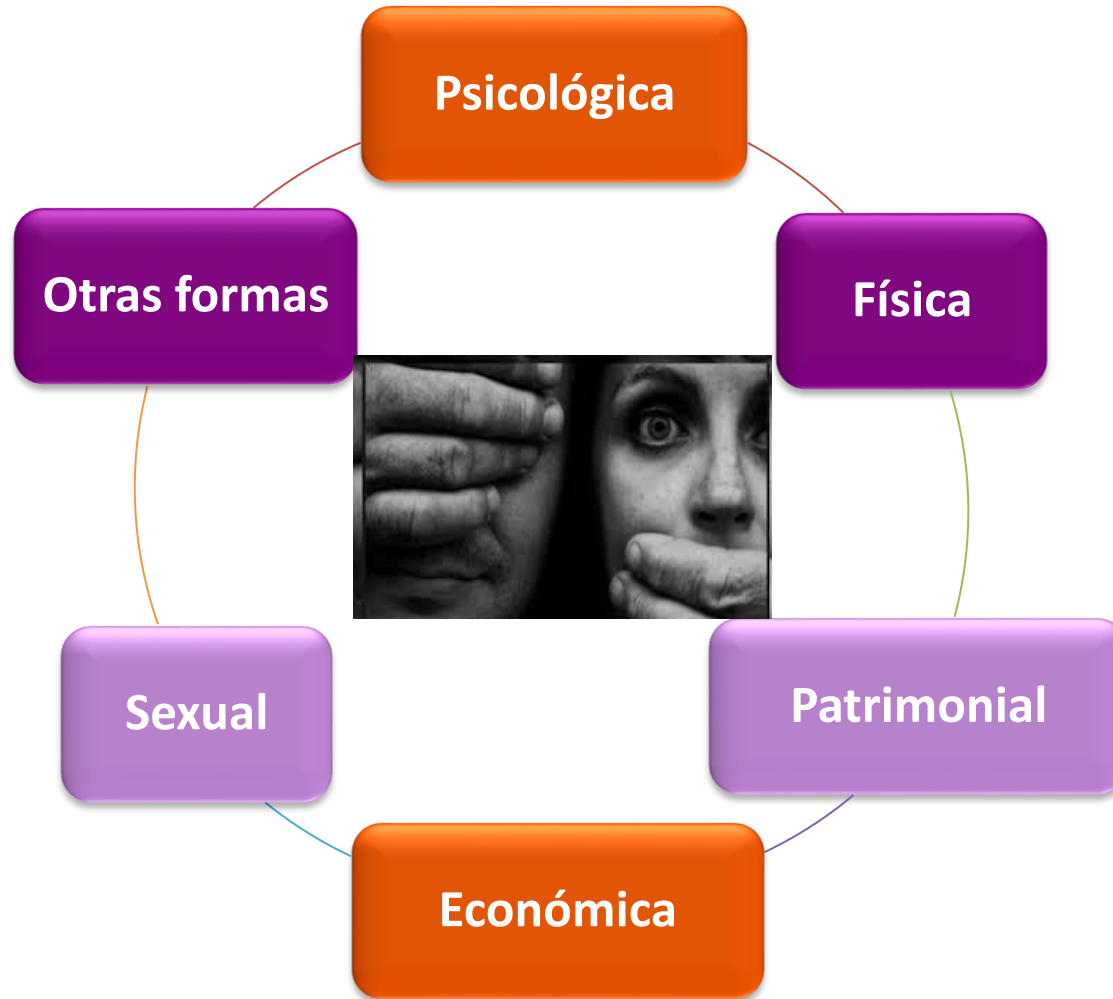 Psicológica
Física
Patrimonial
Económica
Sexual
Otras formas